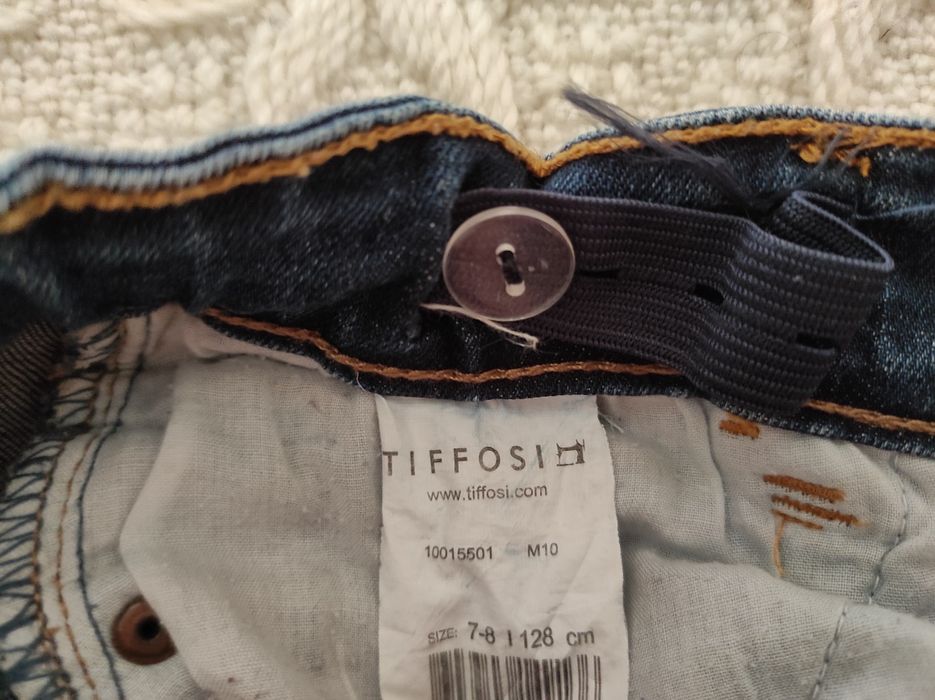 TIFFOSI
www.tiffosi.com
10015501 M10
SIZE: 7-8 | 128 cm